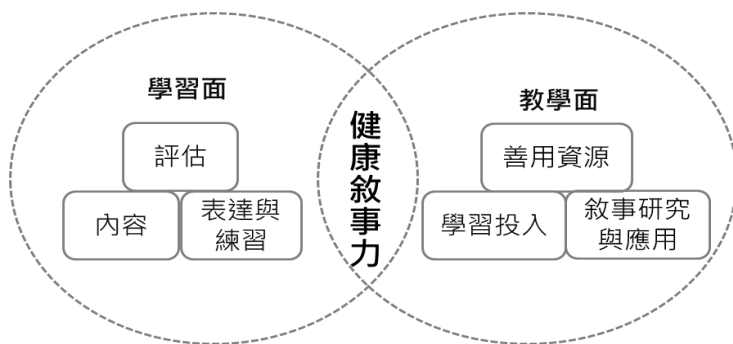 學習面
評估
內容
表達與
練習
健康敘事力
教學面
善用資源
學習投入
敘事研究
與應用